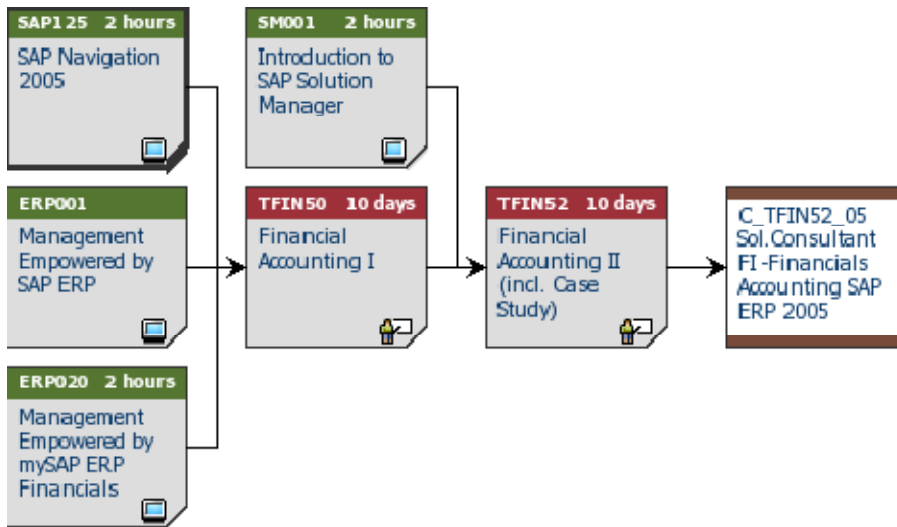 SAP125 2 hours
SAP Navigation
2005
SM001 2 hours
Introduction to
SAP Solution
Manager
ERP001
Management
Empowered by
SAP ERP
TFIN50 10 days
Financial
Accounting I
TFIN52 10 days
Financial
Accounting II
(incl. Case
Study)
C_TFIN52_05
Sol.Consultant
FI-Financials
Accounting SAP
ERP 2005
ERP020 2 hours
Management
Empowered by
mySAP ERP
Financials